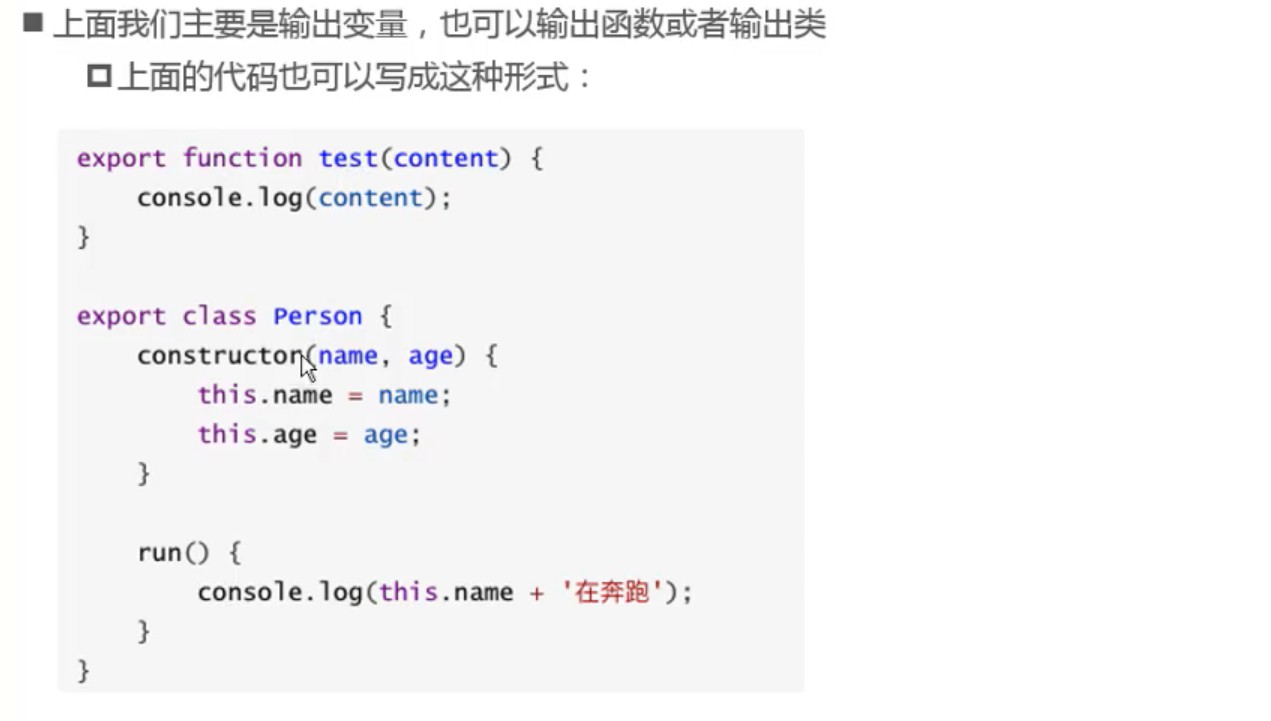 上面我们主要是输出变量，也可以输出函数或者输出类
上面的代码也可以写成这种形式：
export function test(content) {
    console.log(content);
}
export class Person {
    constructor(name, age) {
        this.name = name;
        this.age = age;
    }
    run() {
        console.log(this.name + '在奔跑');
    }
}